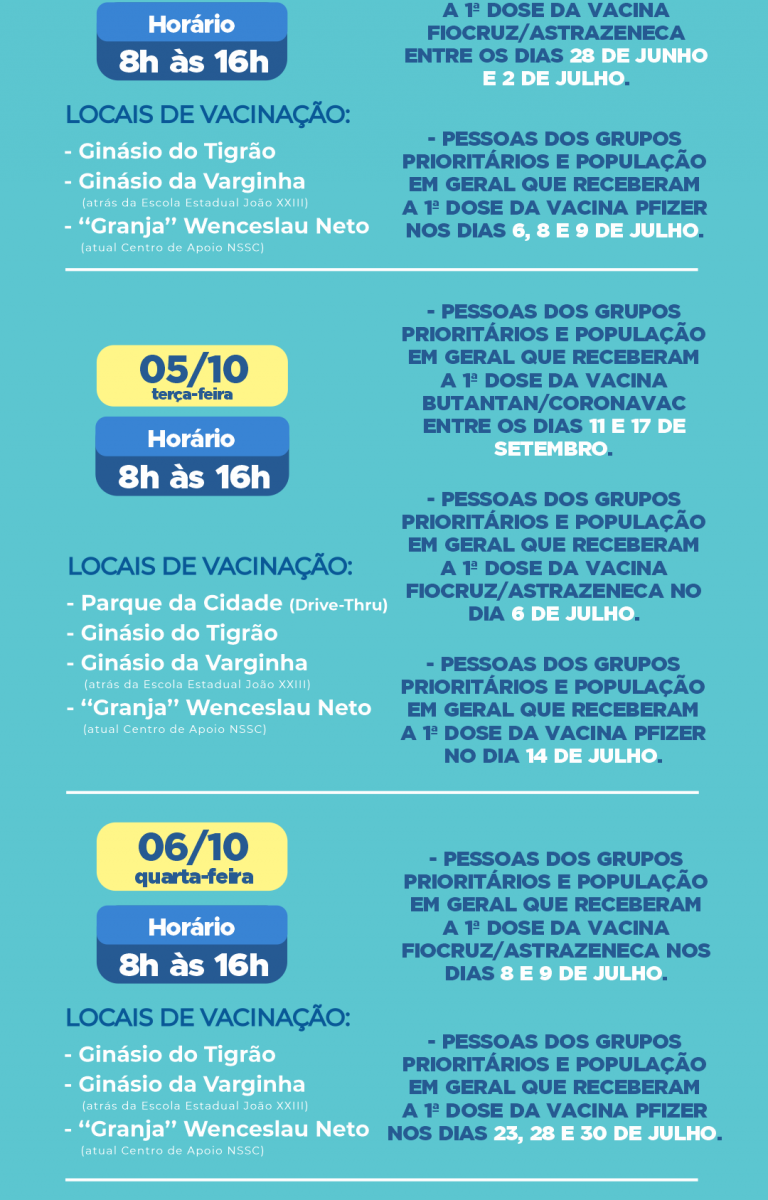 Horário
8h às 16h
LOCAIS DE VACINAÇÃO:
- Ginásio do Tigrão
- Ginásio da Varginha
(atrás da Escola Estadual João XXIII)
- “Granja” Wenceslau Neto
(atual Centro de Apoio NSSC)
A 1ª DOSE DA VACINA
FIOCRUZ/ASTRAZENECA
ENTRE OS DIAS 28 DE JUNHO
E 2 DE JULHO.
- PESSOAS DOS GRUPOS
PRIORITÁRIOS E POPULAÇÃO
EM GERAL QUE RECEBERAM
A 1ª DOSE DA VACINA PFIZER
NOS DIAS 6, 8 E 9 DE JULHO.
05/10
terça-feira
Horário
8h às 16h
LOCAIS DE VACINAÇÃO:
- Parque da Cidade (Drive-Thru)
- Ginásio do Tigrão
- Ginásio da Varginha
(atrás da Escola Estadual João XXIII)
- “Granja” Wenceslau Neto
(atual Centro de Apoio NSSC)
- PESSOAS DOS GRUPOS
PRIORITÁRIOS E POPULAÇÃO
EM GERAL QUE RECEBERAM
A 1ª DOSE DA VACINA
BUTANTAN/CORONAVAC
ENTRE OS DIAS 11 E 17 DE
SETEMBRO.
- PESSOAS DOS GRUPOS
PRIORITÁRIOS E POPULAÇÃO
EM GERAL QUE RECEBERAM
A 1ª DOSE DA VACINA
FIOCRUZ/ASTRAZENECA NO
DIA 6 DE JULHO.
- PESSOAS DOS GRUPOS
PRIORITÁRIOS E POPULAÇÃO
EM GERAL QUE RECEBERAM
A 1ª DOSE DA VACINA PFIZER
NO DIA 14 DE JULHO.
06/10
quarta-feira
Horário
8h às 16h
LOCAIS DE VACINAÇÃO:
- Ginásio do Tigrão
- Ginásio da Varginha
(atrás da Escola Estadual João XXIII)
- “Granja” Wenceslau Neto
(atual Centro de Apoio NSSC)
- PESSOAS DOS GRUPOS
PRIORITÁRIOS E POPULAÇÃO
EM GERAL QUE RECEBERAM
A 1ª DOSE DA VACINA
FIOCRUZ/ASTRAZENECA NOS
DIAS 8 E 9 DE JULHO.
- PESSOAS DOS GRUPOS
PRIORITÁRIOS E POPULAÇÃO
EM GERAL QUE RECEBERAM
A 1ª DOSE DA VACINA PFIZER
NOS DIAS 23, 28 E 30 DE JULHO.